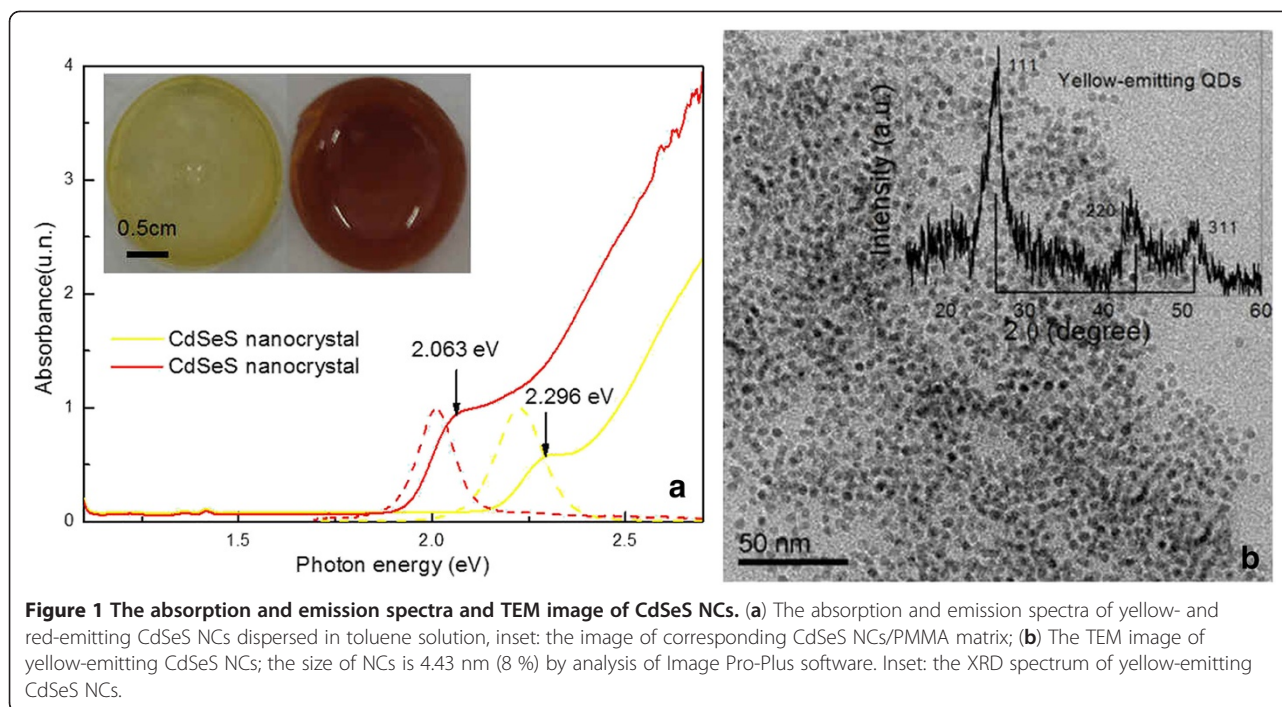 4
3
2
1
0
Absorbance(u.n.)
0.5cm
CdSeS nanocrystal
CdSeS nanocrystal
2.063 eV
2.296 eV
a
1.5
2.0
2.5
Photon energy (eV)
Intensity (a.u.)
111
Yellow-emitting QDs
220
311
20
30
40
50
60
2 θ (degree)
50 nm
b
Figure 1 The absorption and emission spectra and TEM image of CdSeS NCs. (a) The absorption and emission spectra of yellow- and
red-emitting CdSeS NCs dispersed in toluene solution, inset: the image of corresponding CdSeS NCs/PMMA matrix; (b) The TEM image of
yellow-emitting CdSeS NCs; the size of NCs is 4.43 nm (8 %) by analysis of Image Pro-Plus software. Inset: the XRD spectrum of yellow-emitting
CdSeS NCs.